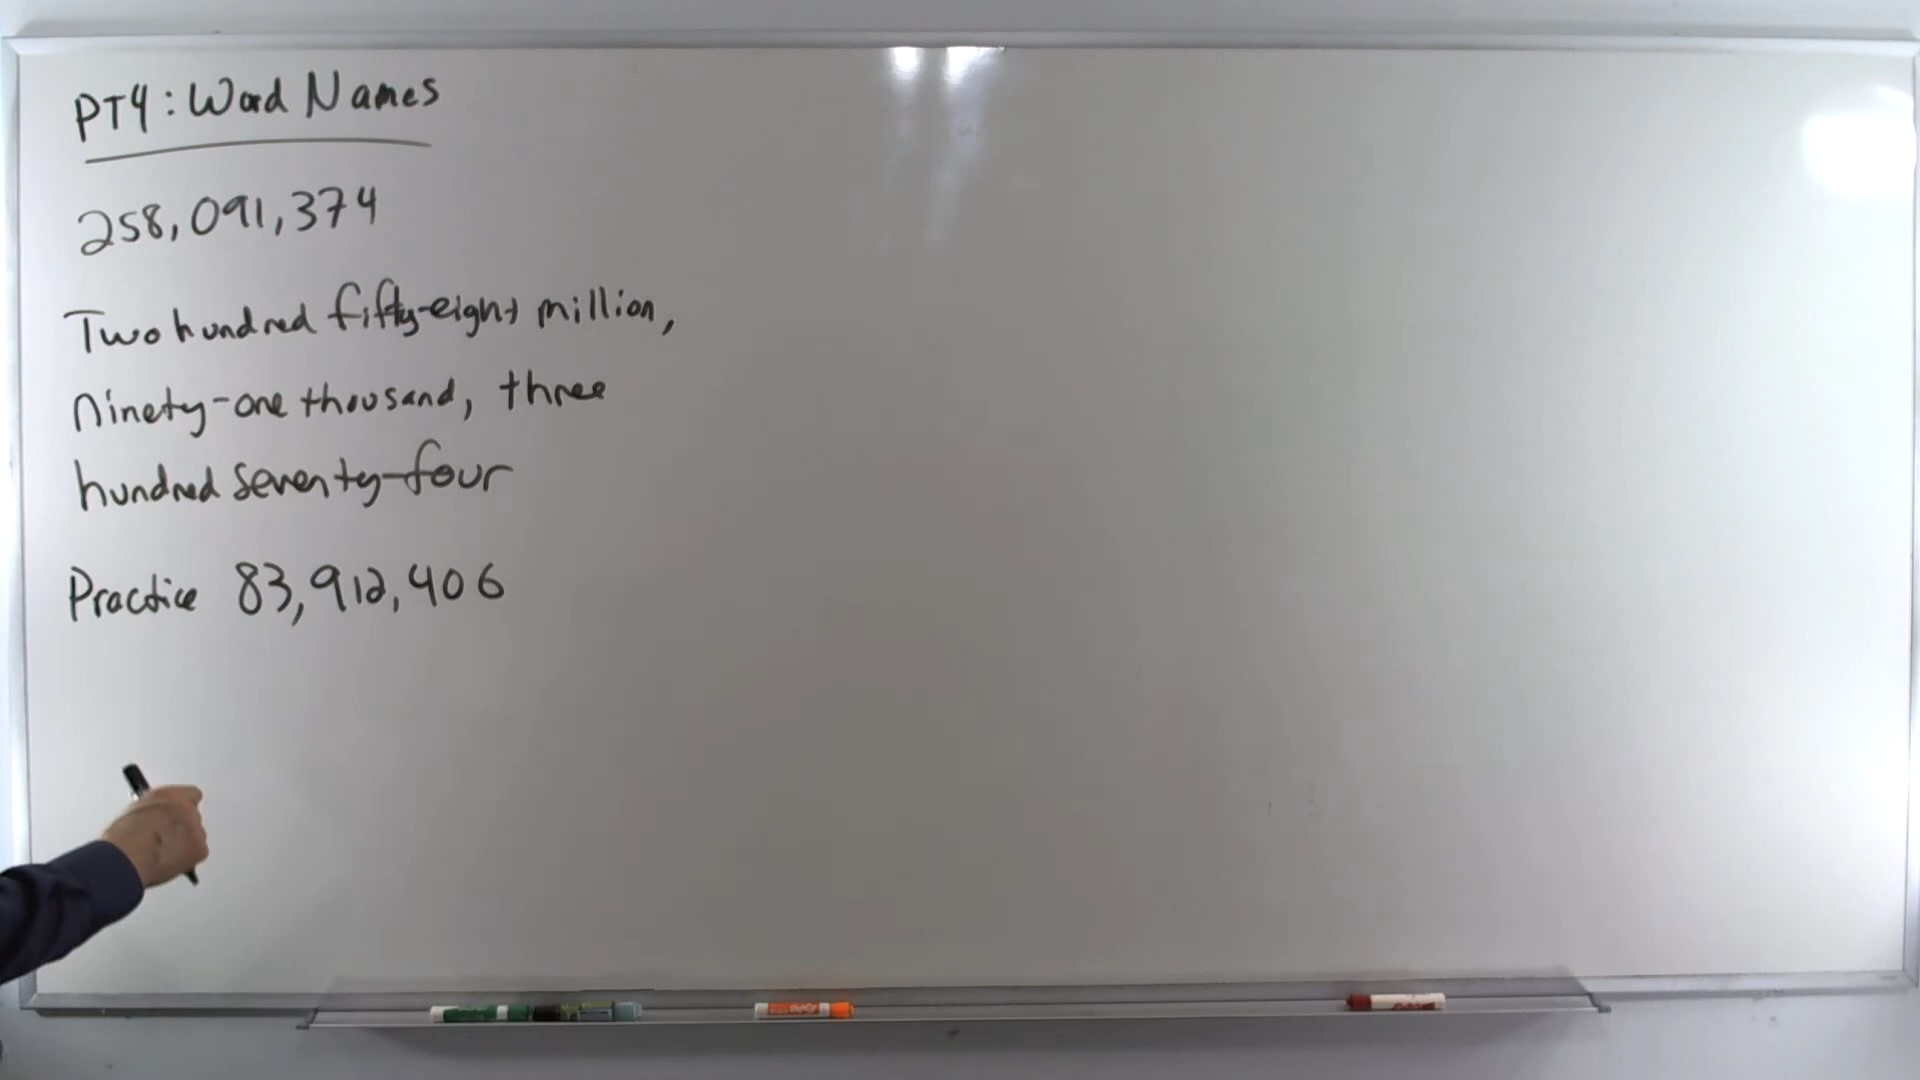 PT4: Word Names
258,091,374
Two hundred fifty-eight million,
ninety-one thousand, three
hundred seventy-four
Practice 83,912,406